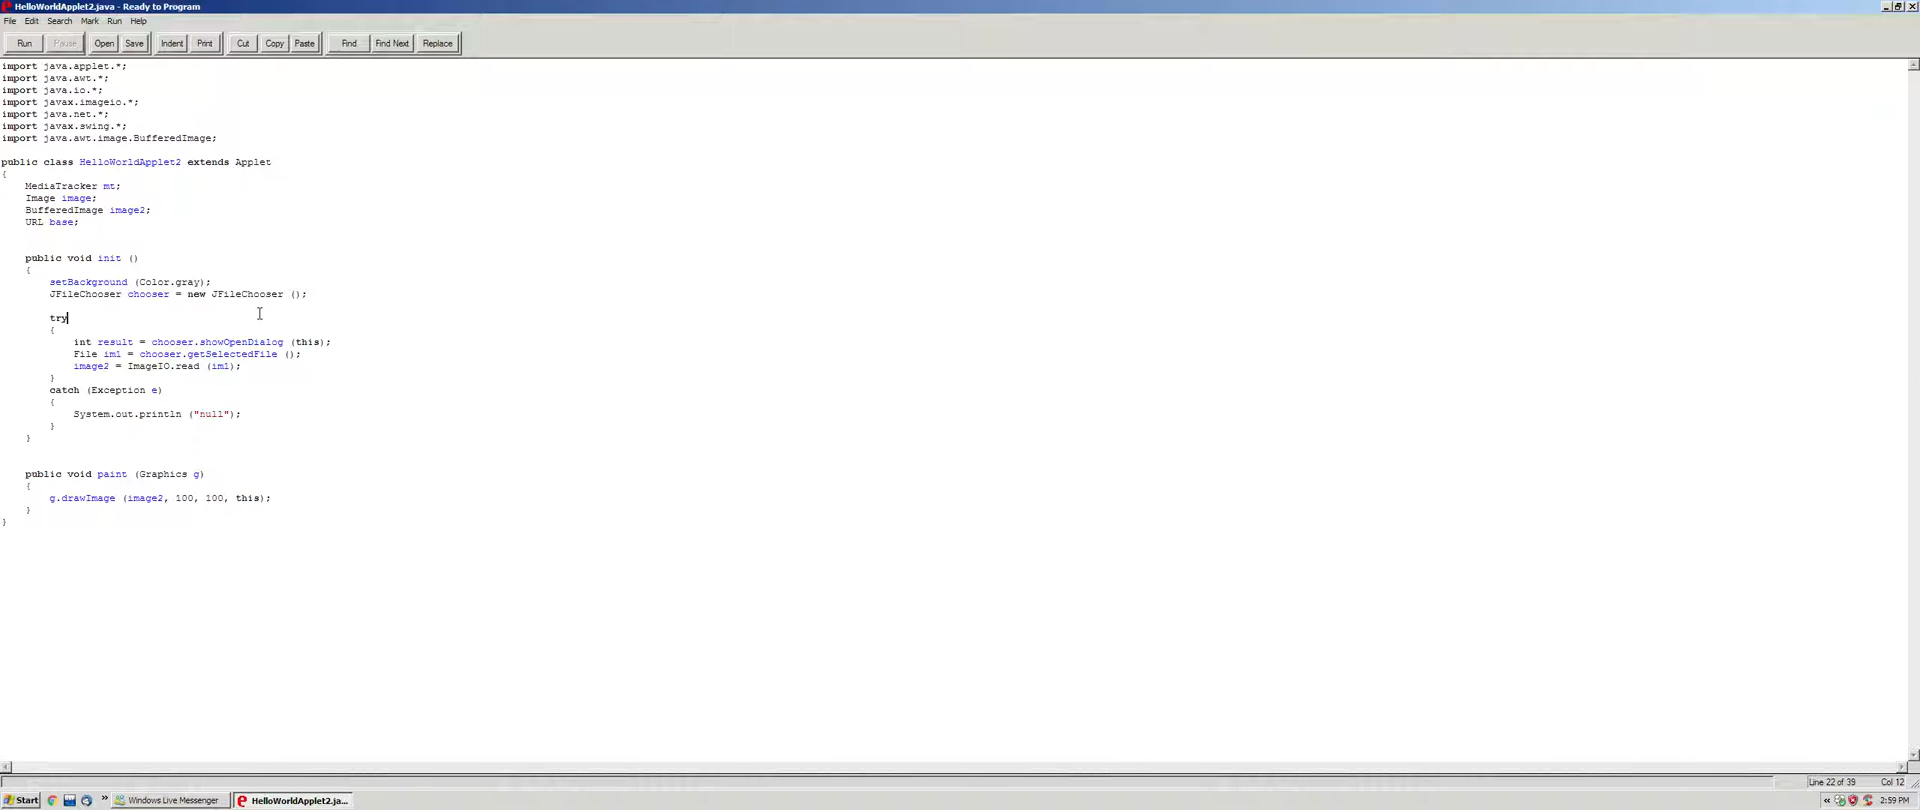 HelloWorldApplet2.java - Ready to Program
File Edit Search Mark Run Help
Run Pause Open Save Indent Print Cut Copy Paste Find Find Next Replace
import java.applet.*;
import java.awt.*;
import java.io.*;
import javax.imageio.*;
import java.net.*;
import javax.swing.*;
import java.awt.image.BufferedImage;
public class HelloWorldApplet2 extends Applet
{
MediaTracker mt;
Image image;
BufferedImage image2;
URL base;
public void init ()
{
setBackground (Color.gray);
JFileChooser chooser = new JFileChooser ();
try
{
int result = chooser.showOpenDialog (this);
File im1 = chooser.getSelectedFile ();
image2 = ImageIO.read (im1);
}
catch (Exception e)
{
System.out.println ("null");
}
}
public void paint (Graphics g)
{
g.drawImage (image2, 100, 100, this);
}
}
Line 22 of 39 Col 12
Start » Windows Live Messenger HelloWorldApplet2.ja... « 2:59 PM